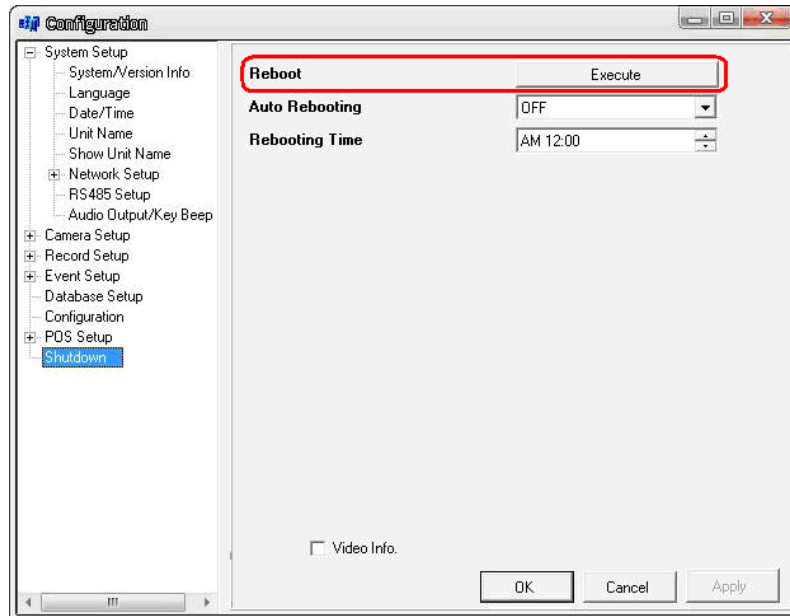 Configuration
System Setup
System/Version Info
Language
Date/Time
Unit Name
Show Unit Name
Network Setup
RS485 Setup
Audio Output/Key Beep
Camera Setup
Record Setup
Event Setup
Database Setup
Configuration
POS Setup
Shutdown
Reboot Execute
Auto Rebooting OFF
Rebooting Time AM 12:00
Video Info.
OK Cancel Apply